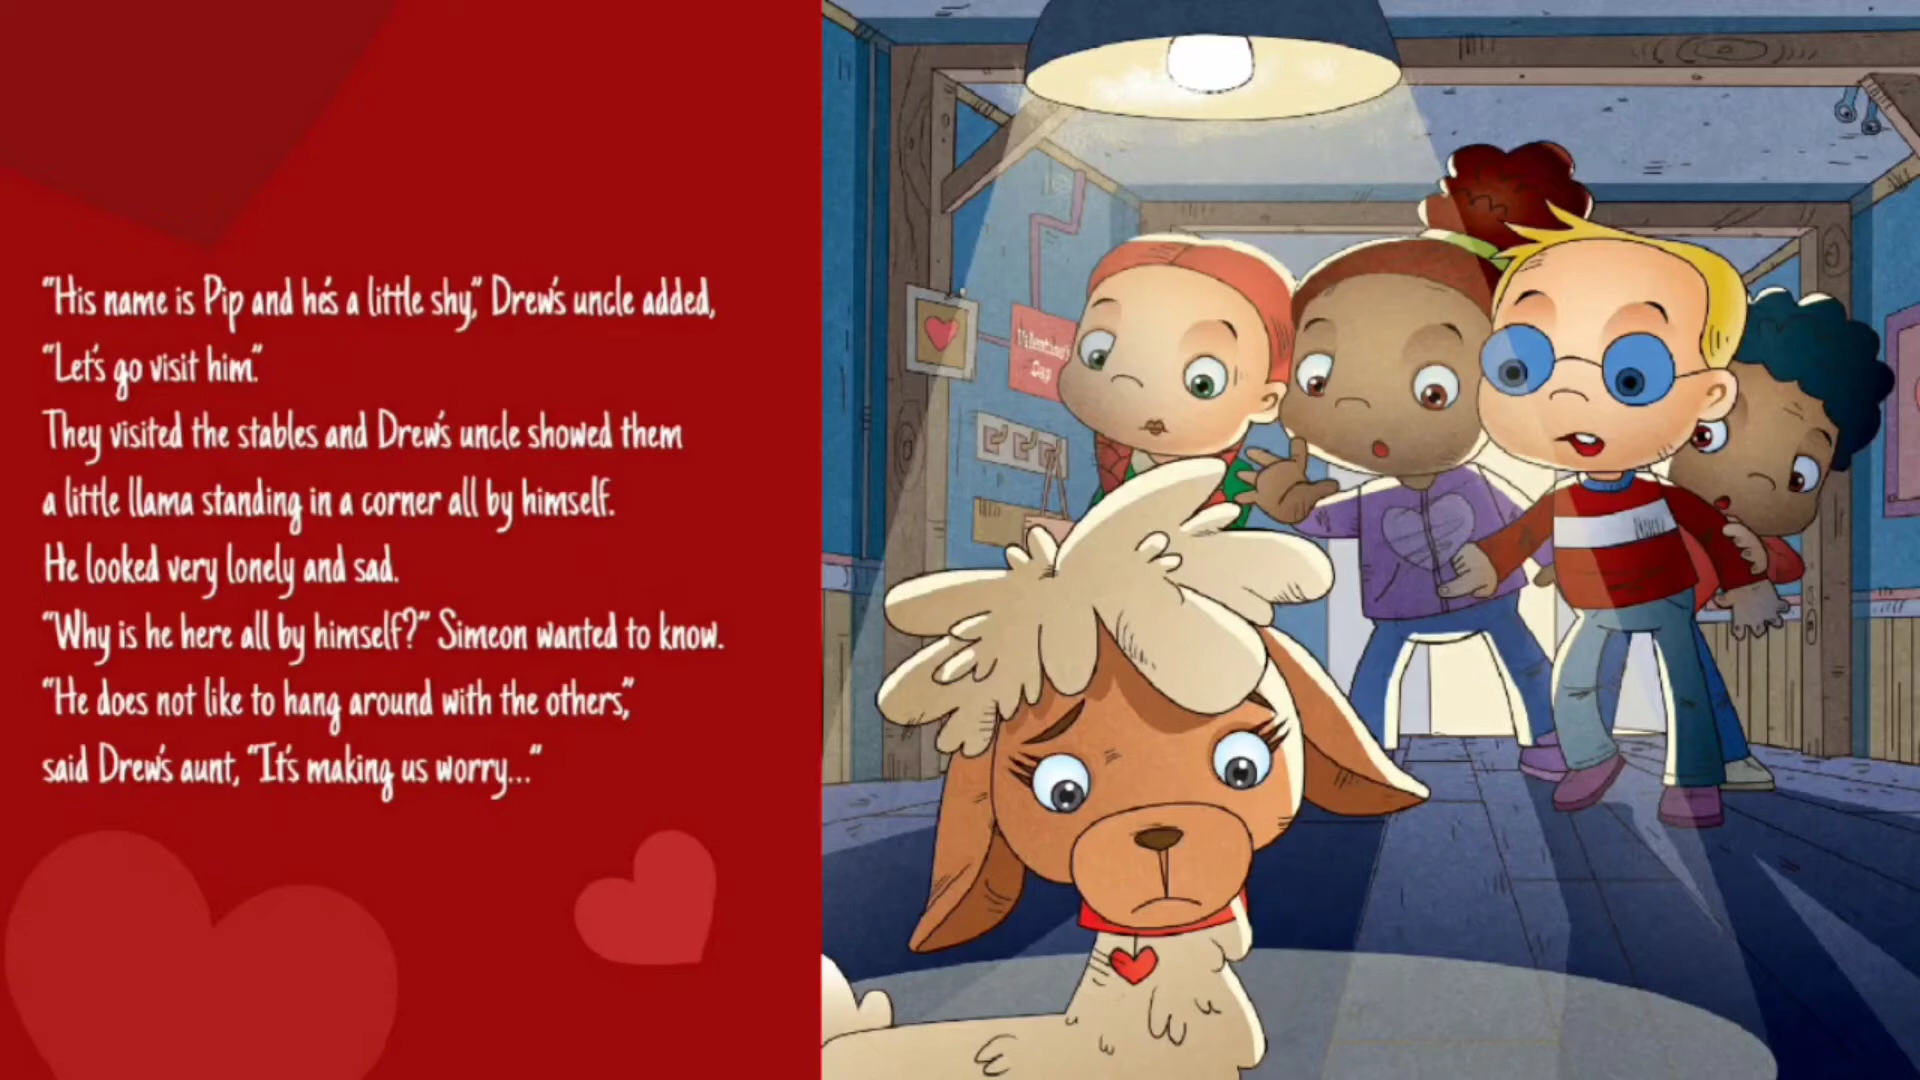 "His name is Pip and he's a little shy," Drew's uncle added,
"Let's go visit him."
They visited the stables and Drew's uncle showed them
a little llama standing in a corner all by himself.
He looked very lonely and sad.
"Why is he here all by himself?" Simeon wanted to know.
"He does not like to hang around with the others,"
said Drew's aunt, "It's making us worry..."
Valentine's
Day